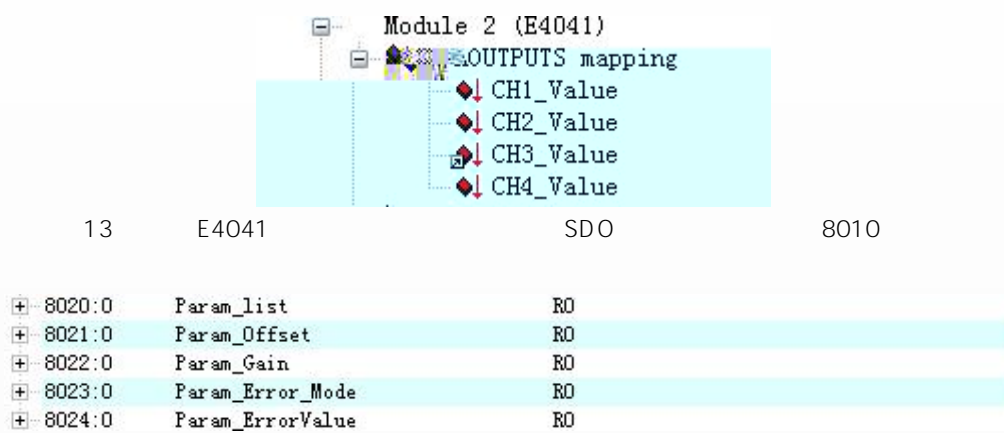 Module 2 (E4041)
OUTPUTS mapping
CH1_Value
CH2_Value
CH3_Value
CH4_Value
13 E4041 SDO 8010
8020:0 Param_list RO
8021:0 Param_Offset RO
8022:0 Param_Gain RO
8023:0 Param_Error_Mode RO
8024:0 Param_ErrorValue RO